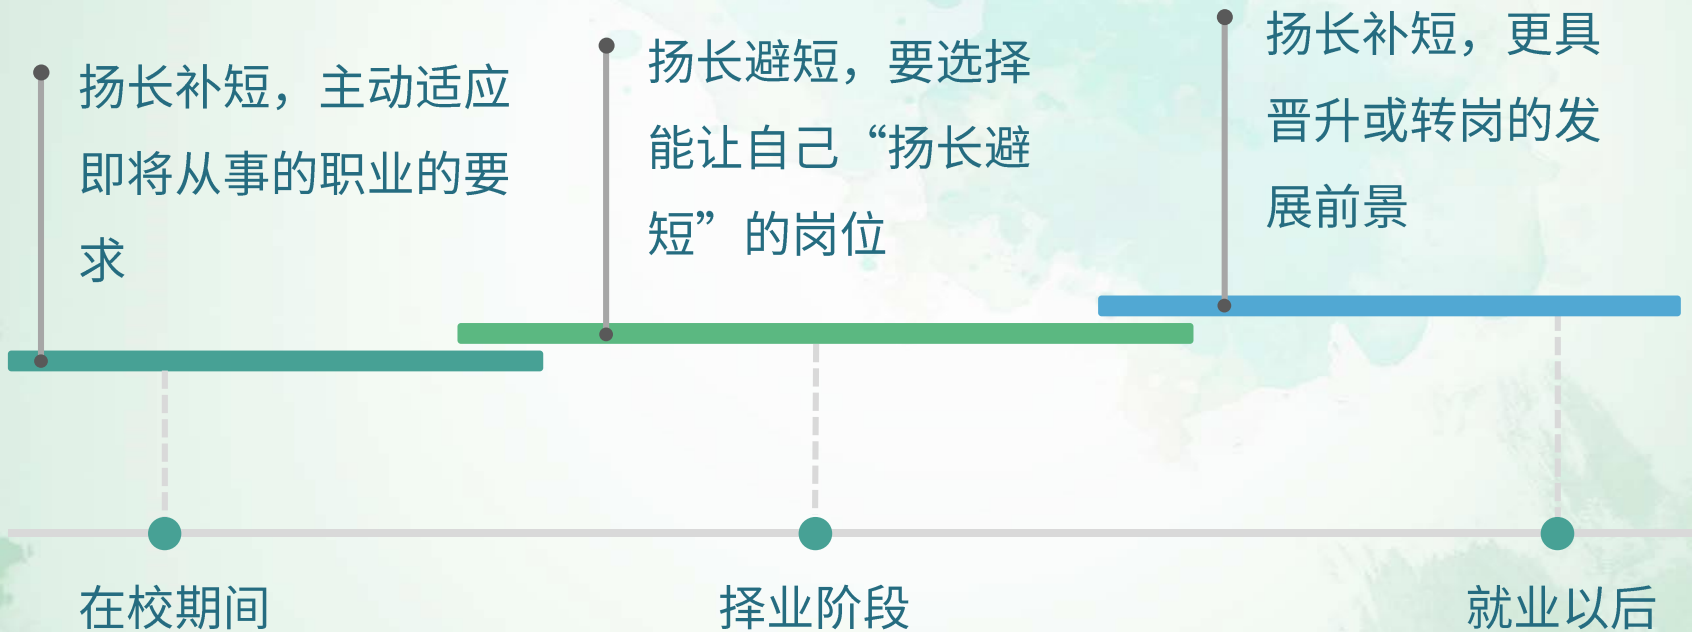 扬长补短，主动适应
即将从事的职业的要
求
扬长避短，要选择
能让自己“扬长避
短”的岗位
扬长补短，更具
晋升或转岗的发
展前景
在校期间
择业阶段
就业以后